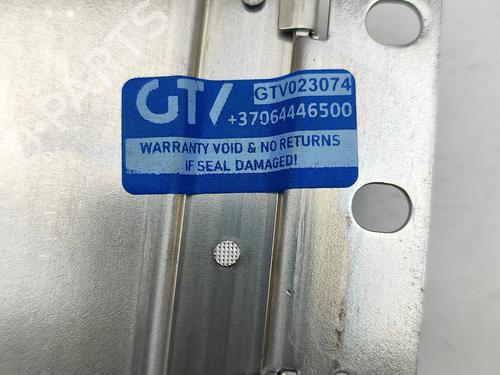 GTV
GTV023074
+37064446500
WARRANTY VOID & NO RETURNS
IF SEAL DAMAGED!